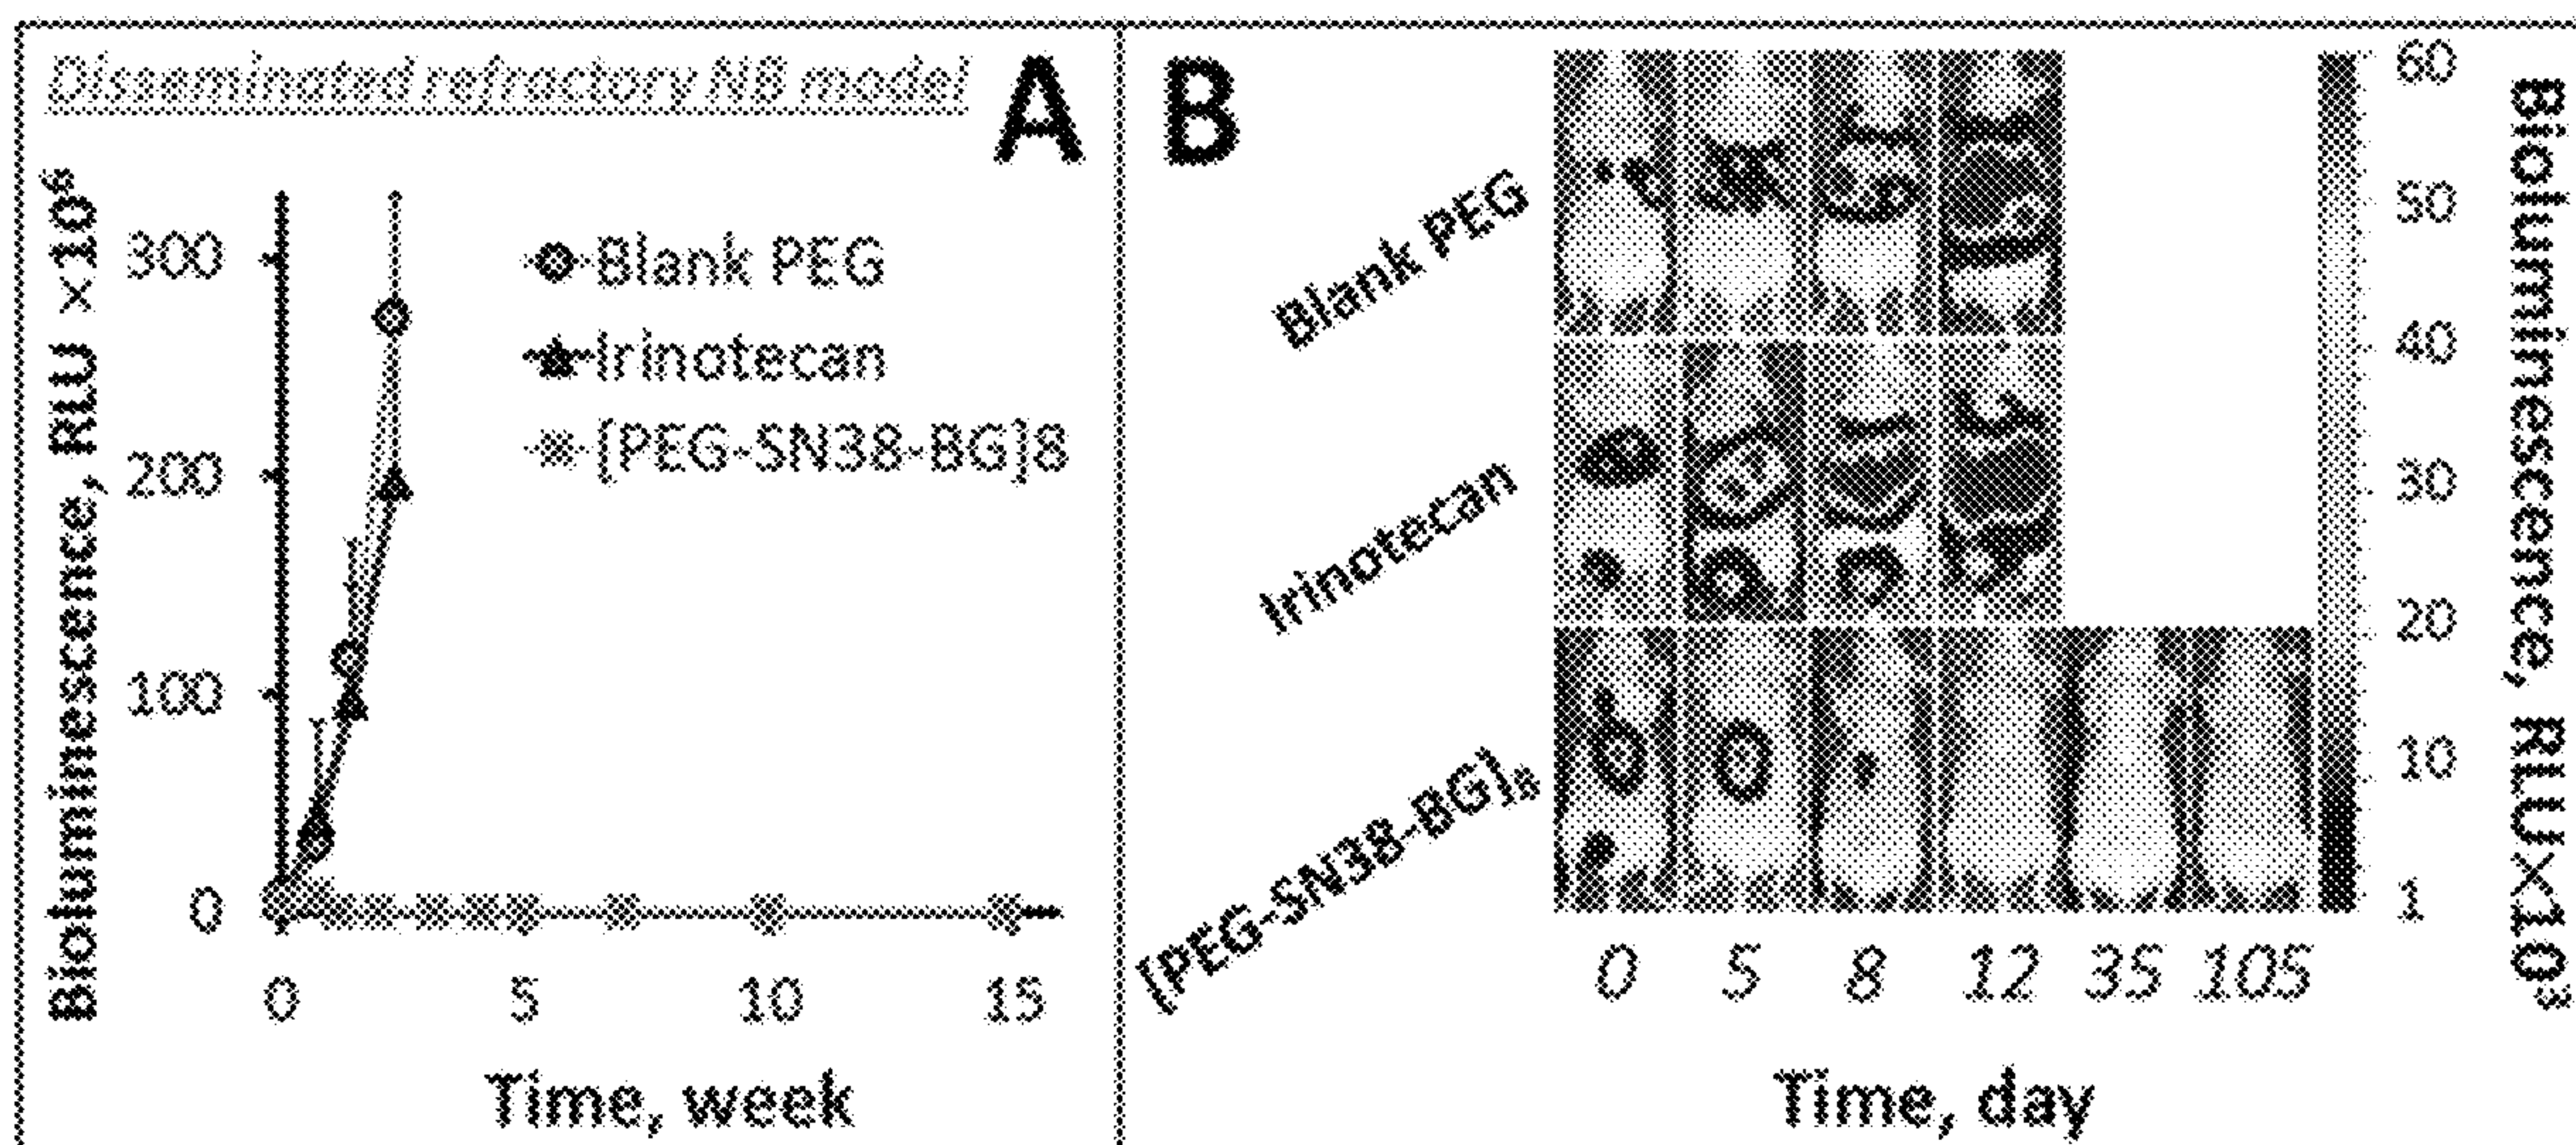 Disseminated refractory NB model
A
Bioluminescence, RLU ×10⁶
300
200
100
0
Blank PEG
Irinotecan
[PEG-SN38-BG]8
0 5 10 15
Time, week
B
Blank PEG
Irinotecan
[PEG-SN38-BG]₈
0 5 8 12 35 105
Time, day
60
50
40
30
20
10
1
Bioluminescence, RLU×10³